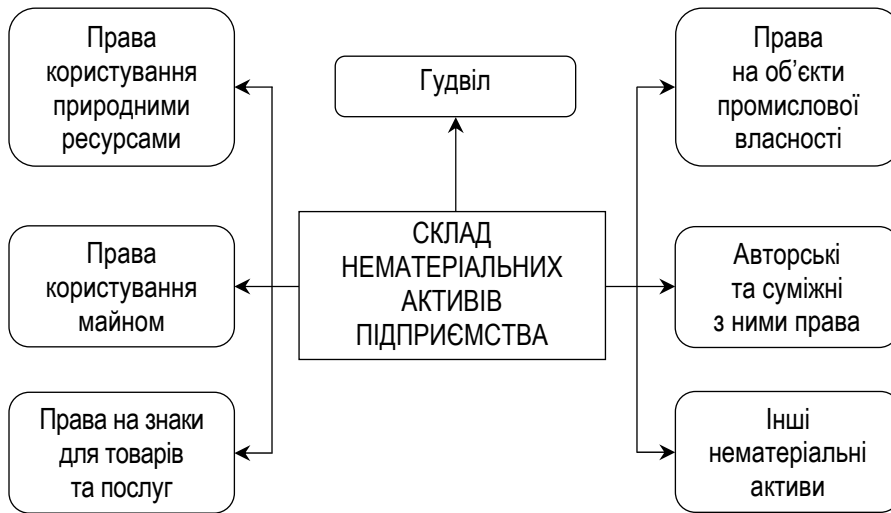 Права
користування
природними
ресурсами
Гудвіл
Права
на об’єкти
промислової
власності
Права
користування
майном
СКЛАД
НЕМАТЕРІАЛЬНИХ
АКТИВІВ
ПІДПРИЄМСТВА
Авторські
та суміжні
з ними права
Права на знаки
для товарів
та послуг
Інші
нематеріальні
активи